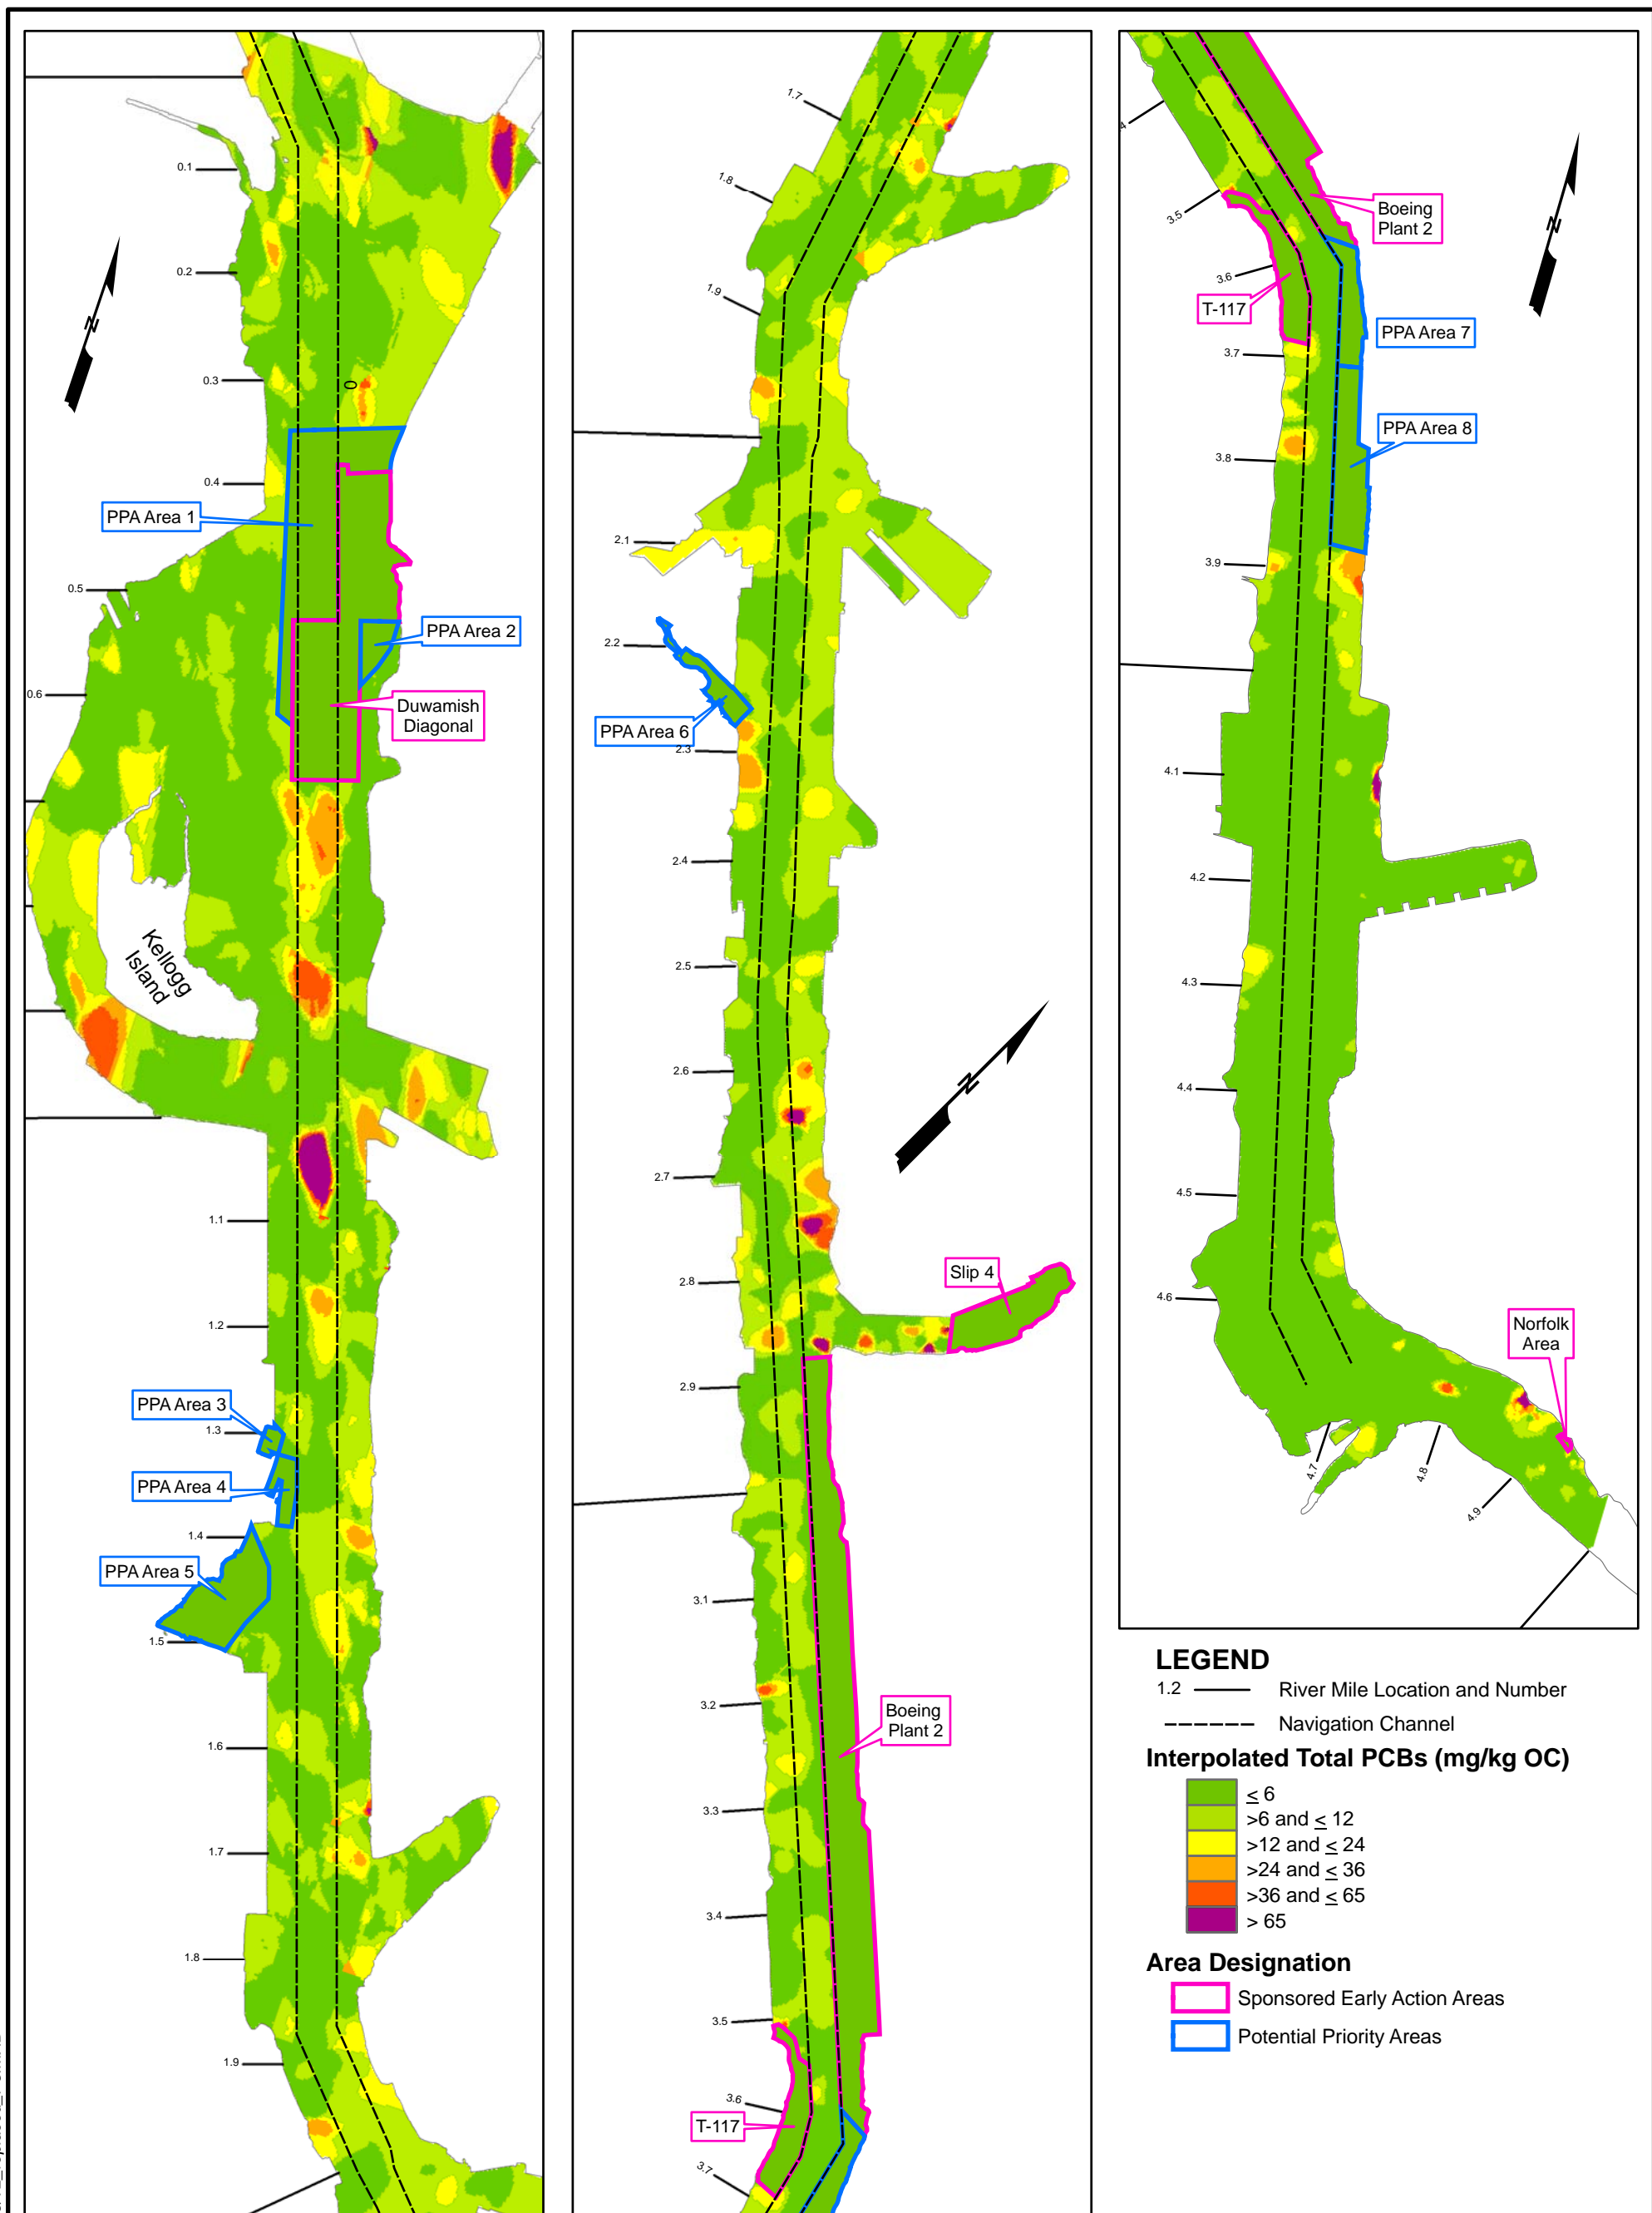 0.1
0.2
0.3
0
0.4
PPA Area 1
0.5
PPA Area 2
0.6
Duwamish
Diagonal
Kellogg
Island
1.1
1.2
PPA Area 3
1.3
PPA Area 4
1.4
PPA Area 5
1.5
1.6
1.7
1.8
1.9
N
1.7
1.8
1.9
2.1
2.2
PPA Area 6
2.3
2.4
2.5
2.6
N
2.7
Slip 4
2.8
2.9
3.1
3.2
Boeing
Plant 2
3.3
3.4
3.5
3.6
T-117
3.7
4
3.5
Boeing
Plant 2
N
3.6
T-117
PPA Area 7
3.7
PPA Area 8
3.8
3.9
4.1
4.2
4.3
4.4
4.5
4.6
Norfolk
Area
4.7
4.8
4.9
LEGEND
1.2 River Mile Location and Number
Navigation Channel
Interpolated Total PCBs (mg/kg OC)
≤ 6
>6 and ≤ 12
>12 and ≤ 24
>24 and ≤ 36
>36 and ≤ 65
> 65
Area Designation
Sponsored Early Action Areas
Potential Priority Areas